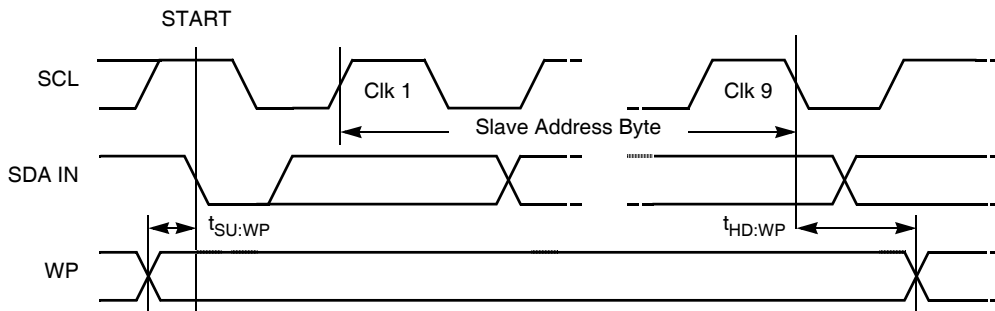 START
SCL
Clk 1
Clk 9
Slave Address Byte
SDA IN
tSU:WP
tHD:WP
WP